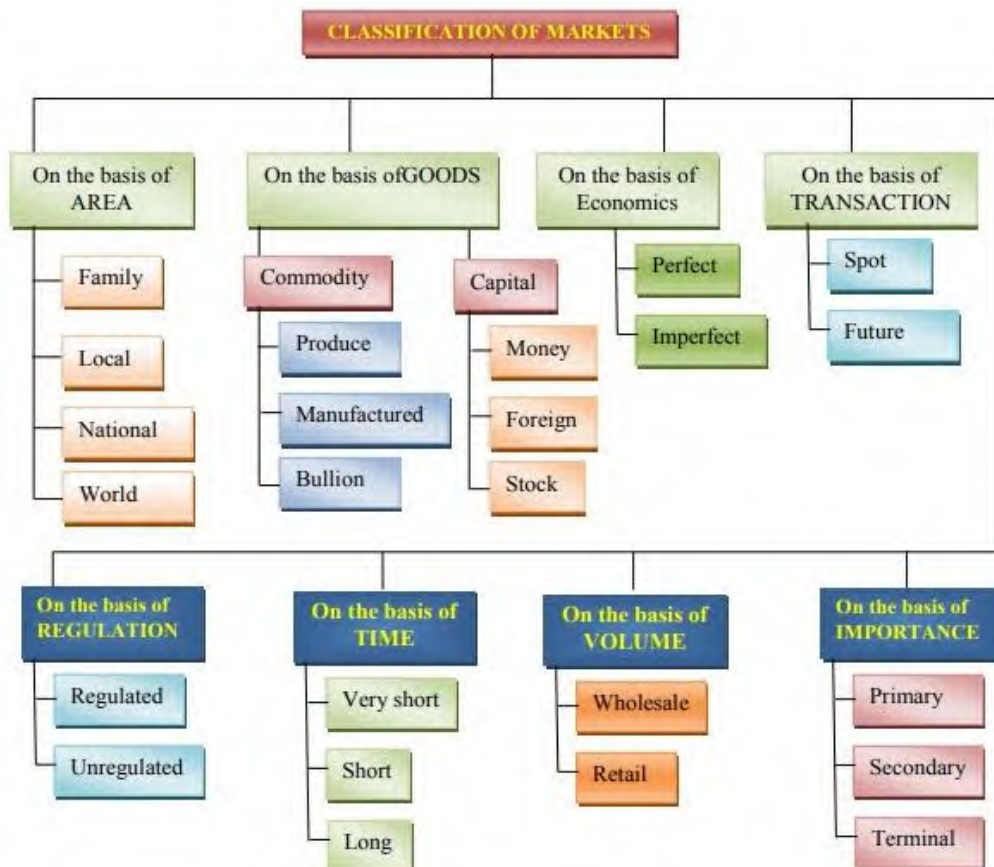 CLASSIFICATION OF MARKETS
On the basis of
AREA
Family
Local
National
World
On the basis ofGOODS
Commodity
Produce
Manufactured
Bullion
Capital
Money
Foreign
Stock
On the basis of
Economics
Perfect
Imperfect
On the basis of
TRANSACTION
Spot
Future
On the basis of
REGULATION
Regulated
Unregulated
On the basis of
TIME
Very short
Short
Long
On the basis of
VOLUME
Wholesale
Retail
On the basis of
IMPORTANCE
Primary
Secondary
Terminal